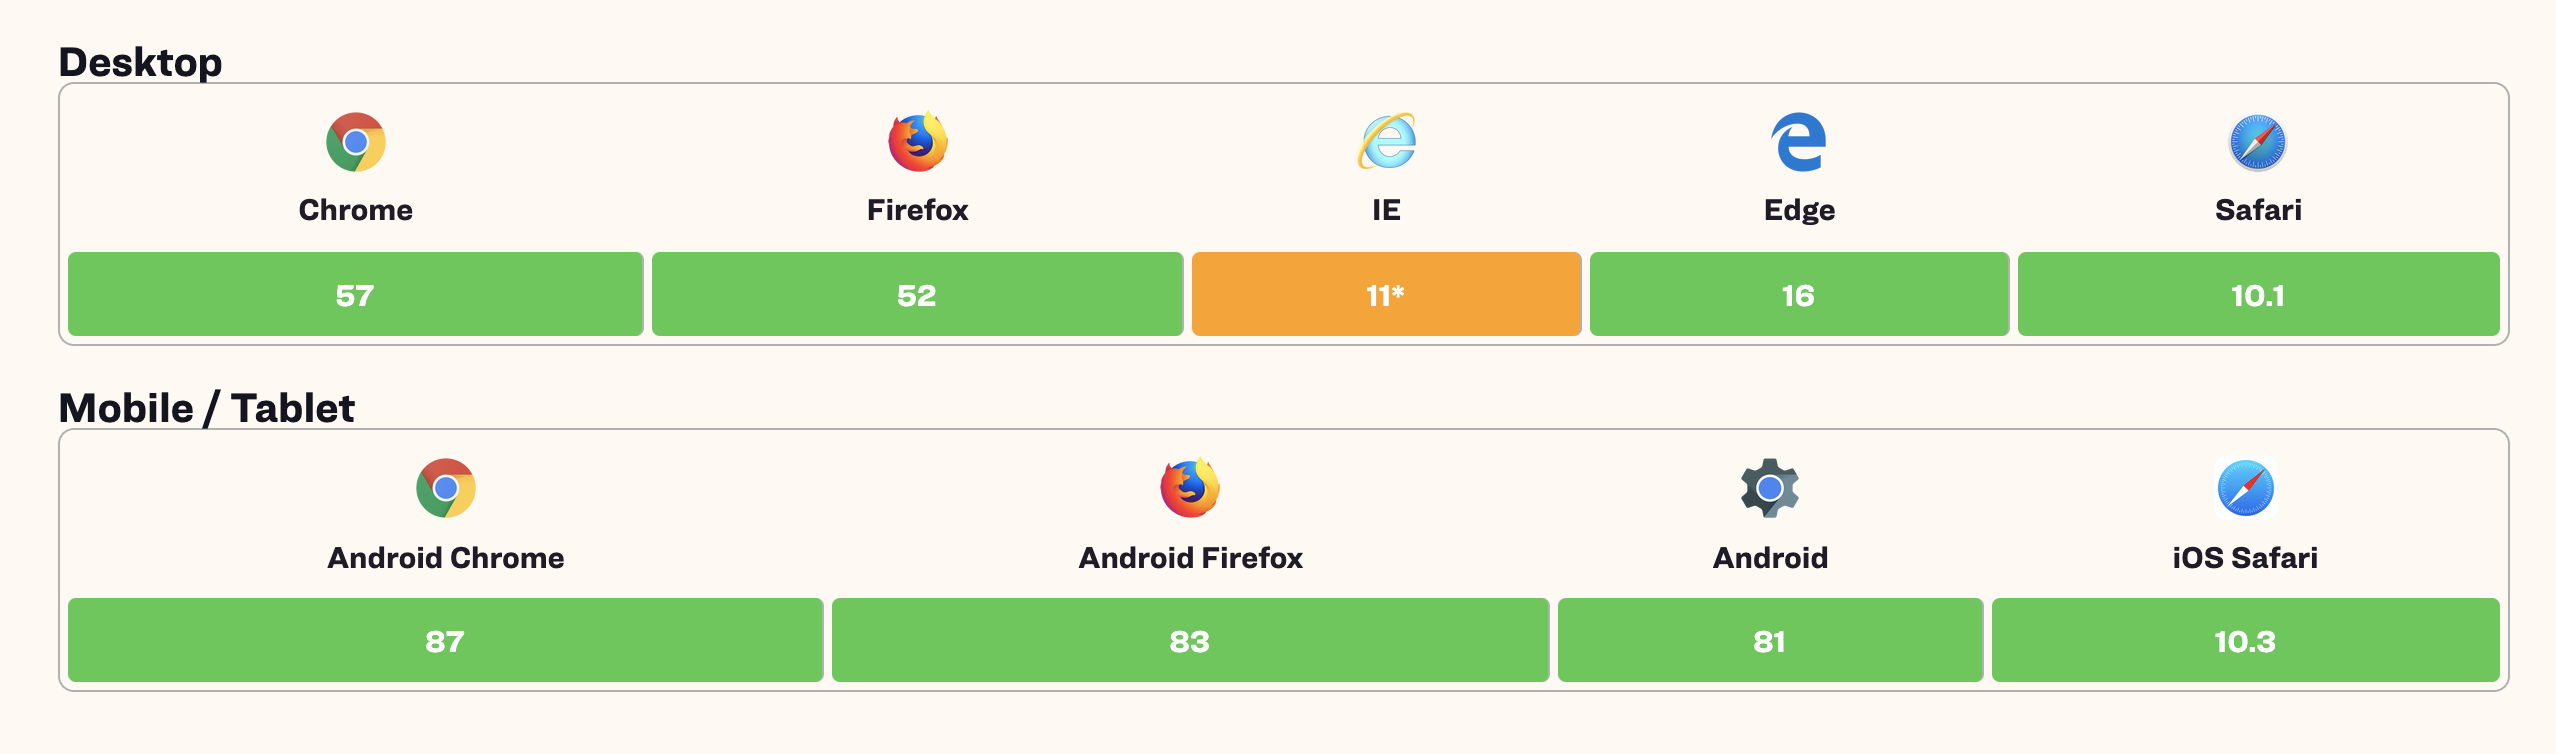 Desktop
Chrome Firefox IE Edge Safari
57 52 11* 16 10.1
Mobile / Tablet
Android Chrome Android Firefox Android iOS Safari
87 83 81 10.3